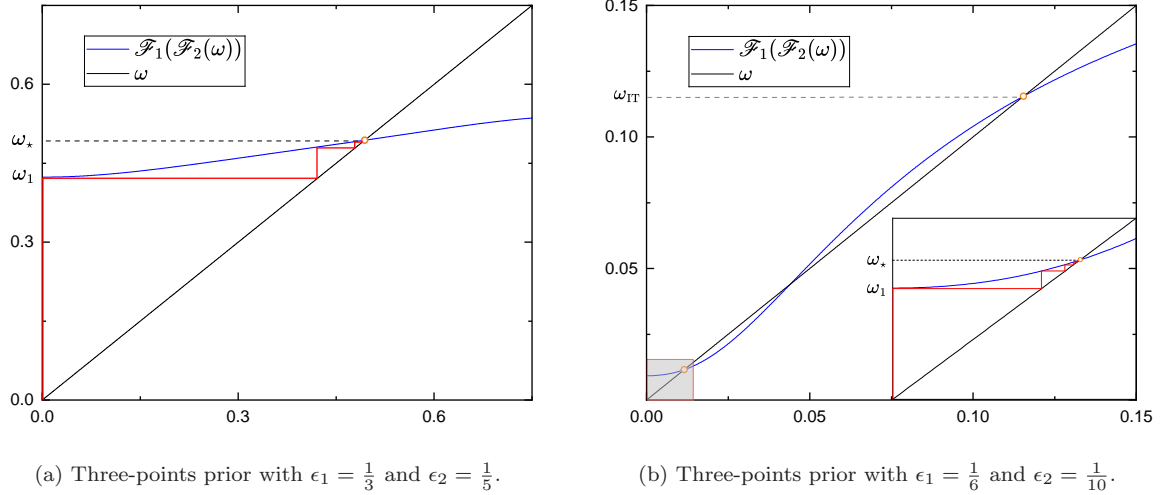 ℱ₁(ℱ₂(ω))
ω
0.6
ω⋆
ω₁
0.3
0.0
0.0 0.3 0.6
(a) Three-points prior with ϵ₁ = 1/3 and ϵ₂ = 1/5.
0.15
ℱ₁(ℱ₂(ω))
ω
ω_IT
0.10
0.05
ω⋆
ω₁
0.00 0.05 0.10 0.15
(b) Three-points prior with ϵ₁ = 1/6 and ϵ₂ = 1/10.